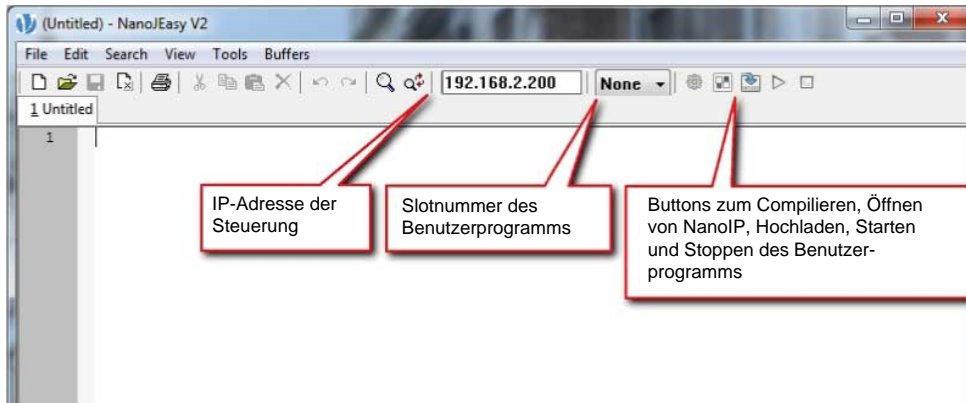 (Untitled) - NanoJEasy V2
File Edit Search View Tools Buffers
192.168.2.200 None
1 Untitled
1
IP-Adresse der
Steuerung
Slotnummer des
Benutzerprogramms
Buttons zum Compilieren, Öffnen
von NanoIP, Hochladen, Starten
und Stoppen des Benutzer-
programms